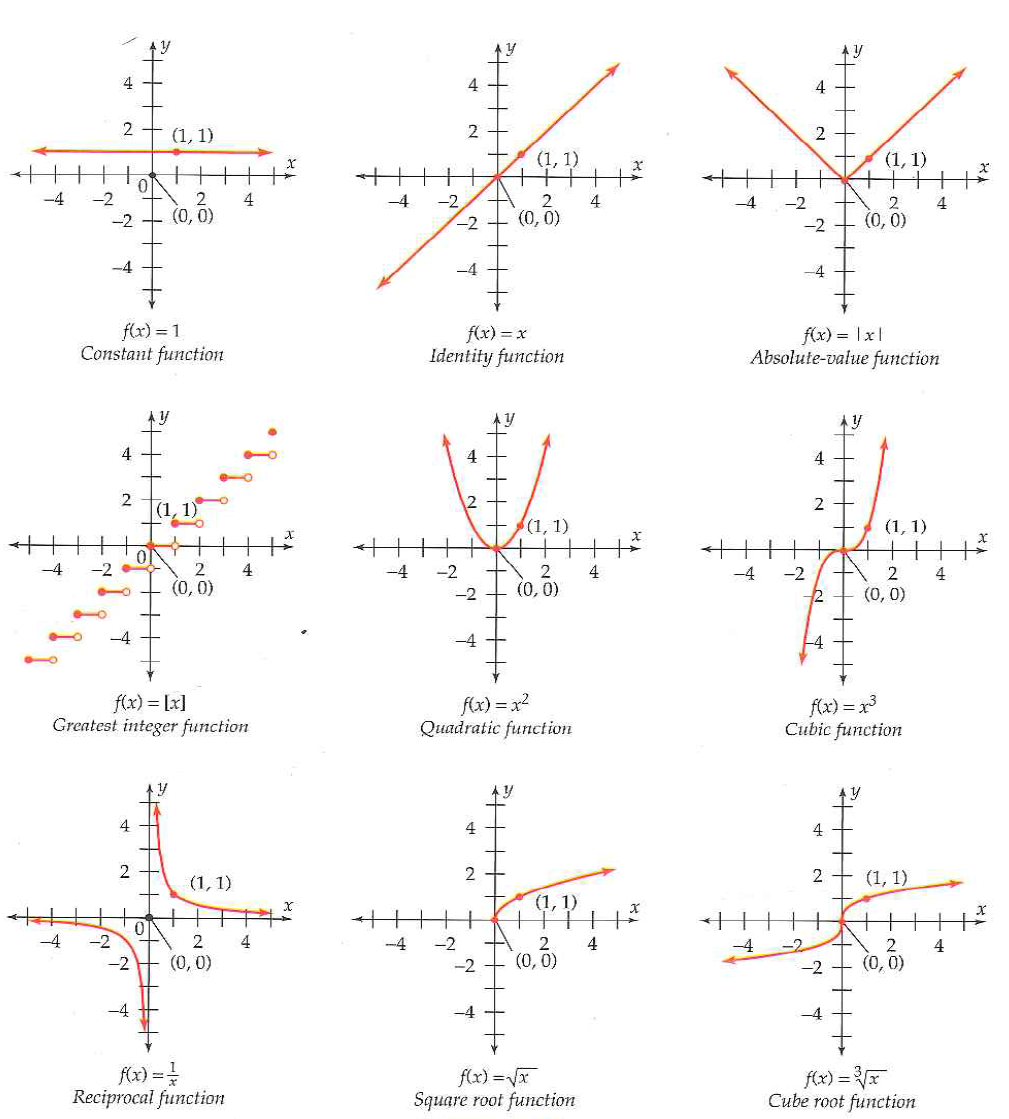 y
4
2
(1, 1)
x
0
−4 −2 2 4
(0, 0)
−2
−4
f(x) = 1
Constant function
y
4
2
(1, 1)
x
−4 −2 2 4
(0, 0)
−2
−4
f(x) = x
Identity function
y
4
2
(1, 1)
x
−4 −2 2 4
(0, 0)
−2
−4
f(x) = |x|
Absolute-value function
y
4
2
(1, 1)
x
0
−4 −2 2 4
(0, 0)
−2
−4
f(x) = [x]
Greatest integer function
y
4
2
(1, 1)
x
−4 −2 2 4
(0, 0)
−2
−4
f(x) = x²
Quadratic function
y
4
2
(1, 1)
x
−4 −2 2 4
(0, 0)
−2
−4
f(x) = x³
Cubic function
y
4
2
(1, 1)
x
0
−4 −2 2 4
(0, 0)
−2
−4
f(x) = 1/x
Reciprocal function
y
4
2
(1, 1)
x
−4 −2 2 4
(0, 0)
−2
−4
f(x) = √x
Square root function
y
4
2
(1, 1)
x
−4 −2 2 4
(0, 0)
−2
−4
f(x) = ∛x
Cube root function